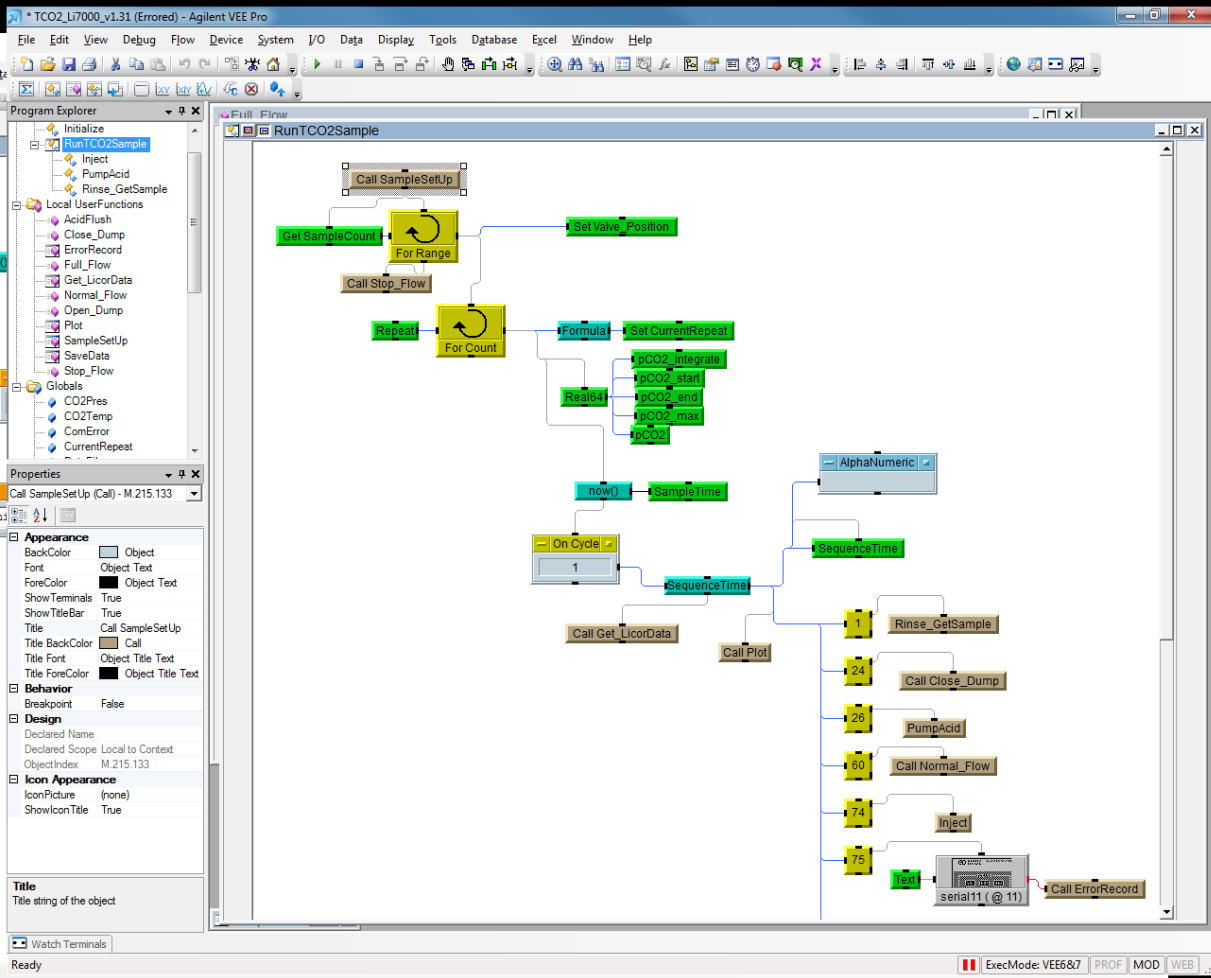 * TCO2_Li7000_v1.31 (Errored) - Agilent VEE Pro
File Edit View Debug Flow Device System I/O Data Display Tools Database Excel Window Help
Program Explorer
Initialize
RunTCO2Sample
Inject
PumpAcid
Rinse_GetSample
Local UserFunctions
AcidFlush
Close_Dump
ErrorRecord
Full_Flow
Get_LicorData
Normal_Flow
Open_Dump
Plot
SampleSetUp
SaveData
Stop_Flow
Globals
CO2Pres
CO2Temp
ComError
CurrentRepeat
Properties
Call SampleSetUp (Call) - M.215.133
Appearance
BackColor Object
Font Object Text
ForeColor Object Text
ShowTerminals True
ShowTitleBar True
Title Call SampleSetUp
Title BackColor Call
Title Font Object Title Text
Title ForeColor Object Title Text
Behavior
Breakpoint False
Design
Declared Name
Declared Scope Local to Context
ObjectIndex M.215.133
Icon Appearance
IconPicture (none)
ShowIconTitle True
Title
Title string of the object
Watch Terminals
Ready
Full_Flow
RunTCO2Sample
Call SampleSetUp
Get SampleCount
For Range
Set Valve_Position
Call Stop_Flow
Repeat
For Count
Formula
Set CurrentRepeat
Real64
pCO2_integrate
pCO2_start
pCO2_end
pCO2_max
pCO2
now()
SampleTime
AlphaNumeric
On Cycle
1
SequenceTime
SequenceTime
Call Get_LicorData
Call Plot
1
Rinse_GetSample
24
Call Close_Dump
26
PumpAcid
60
Call Normal_Flow
74
Inject
75
Text
serial11 ( @ 11)
Call ErrorRecord
ExecMode: VEE6&7 PROF MOD WEB